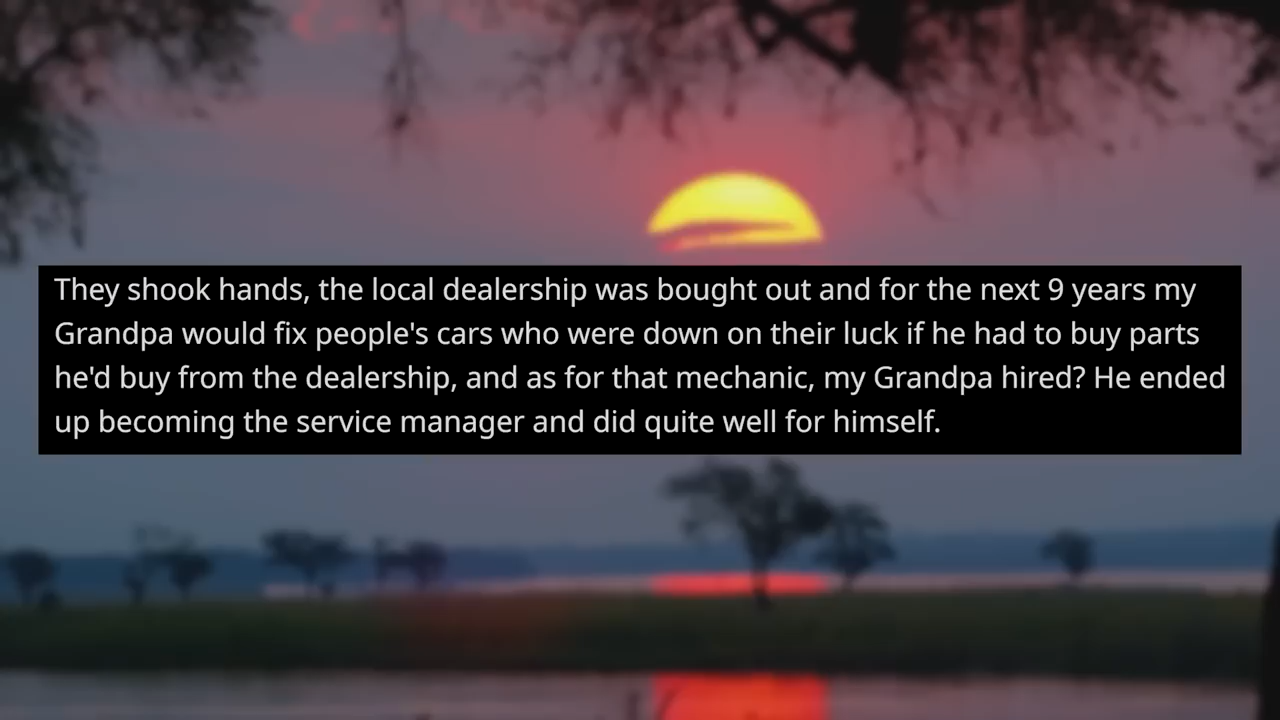 They shook hands, the local dealership was bought out and for the next 9 years my
Grandpa would fix people's cars who were down on their luck if he had to buy parts
he'd buy from the dealership, and as for that mechanic, my Grandpa hired? He ended
up becoming the service manager and did quite well for himself.